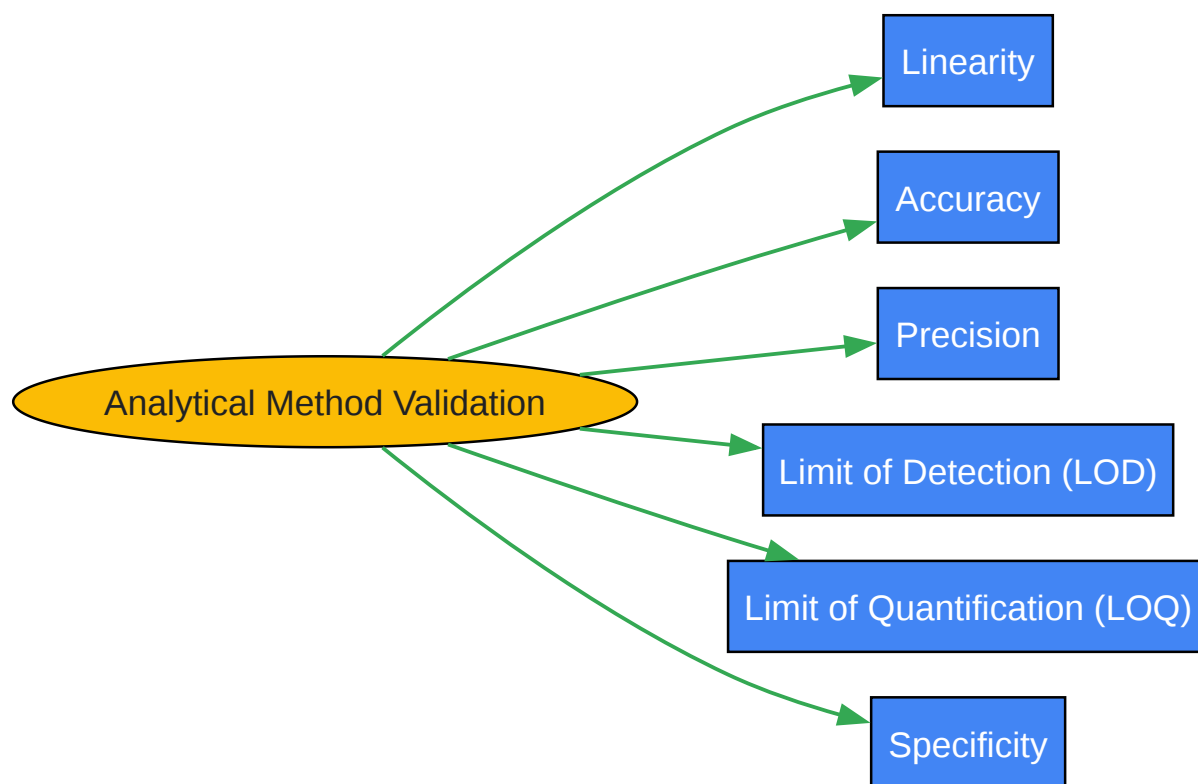 Linearity
Accuracy
Precision
Analytical Method Validation
Limit of Detection (LOD)
Limit of Quantification (LOQ)
Specificity